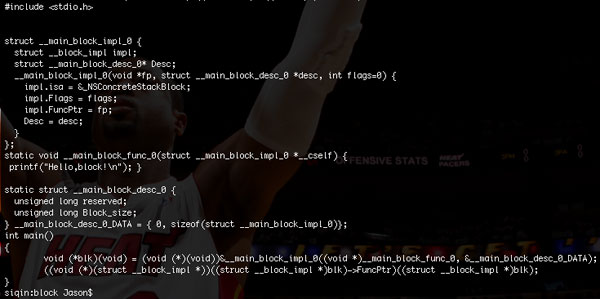 #include <stdio.h>
struct __main_block_impl_0 {
  struct __block_impl impl;
  struct __main_block_desc_0* Desc;
  __main_block_impl_0(void *fp, struct __main_block_desc_0 *desc, int flags=0) {
    impl.isa = &_NSConcreteStackBlock;
    impl.Flags = flags;
    impl.FuncPtr = fp;
    Desc = desc;
  }
};
static void __main_block_func_0(struct __main_block_impl_0 *__cself) {
 printf("Hello,block!\n"); }
OFFENSIVE STATS HEAT PACERS
static struct __main_block_desc_0 {
  unsigned long reserved;
  unsigned long Block_size;
} __main_block_desc_0_DATA = { 0, sizeof(struct __main_block_impl_0)};
int main()
{
        void (*blk)(void) = (void (*)(void))&__main_block_impl_0((void *)__main_block_func_0, &__main_block_desc_0_DATA);
        ((void (*)(struct __block_impl *))((struct __block_impl *)blk)->FuncPtr)((struct __block_impl *)blk);
}
HEAT
siqin:block Jason$